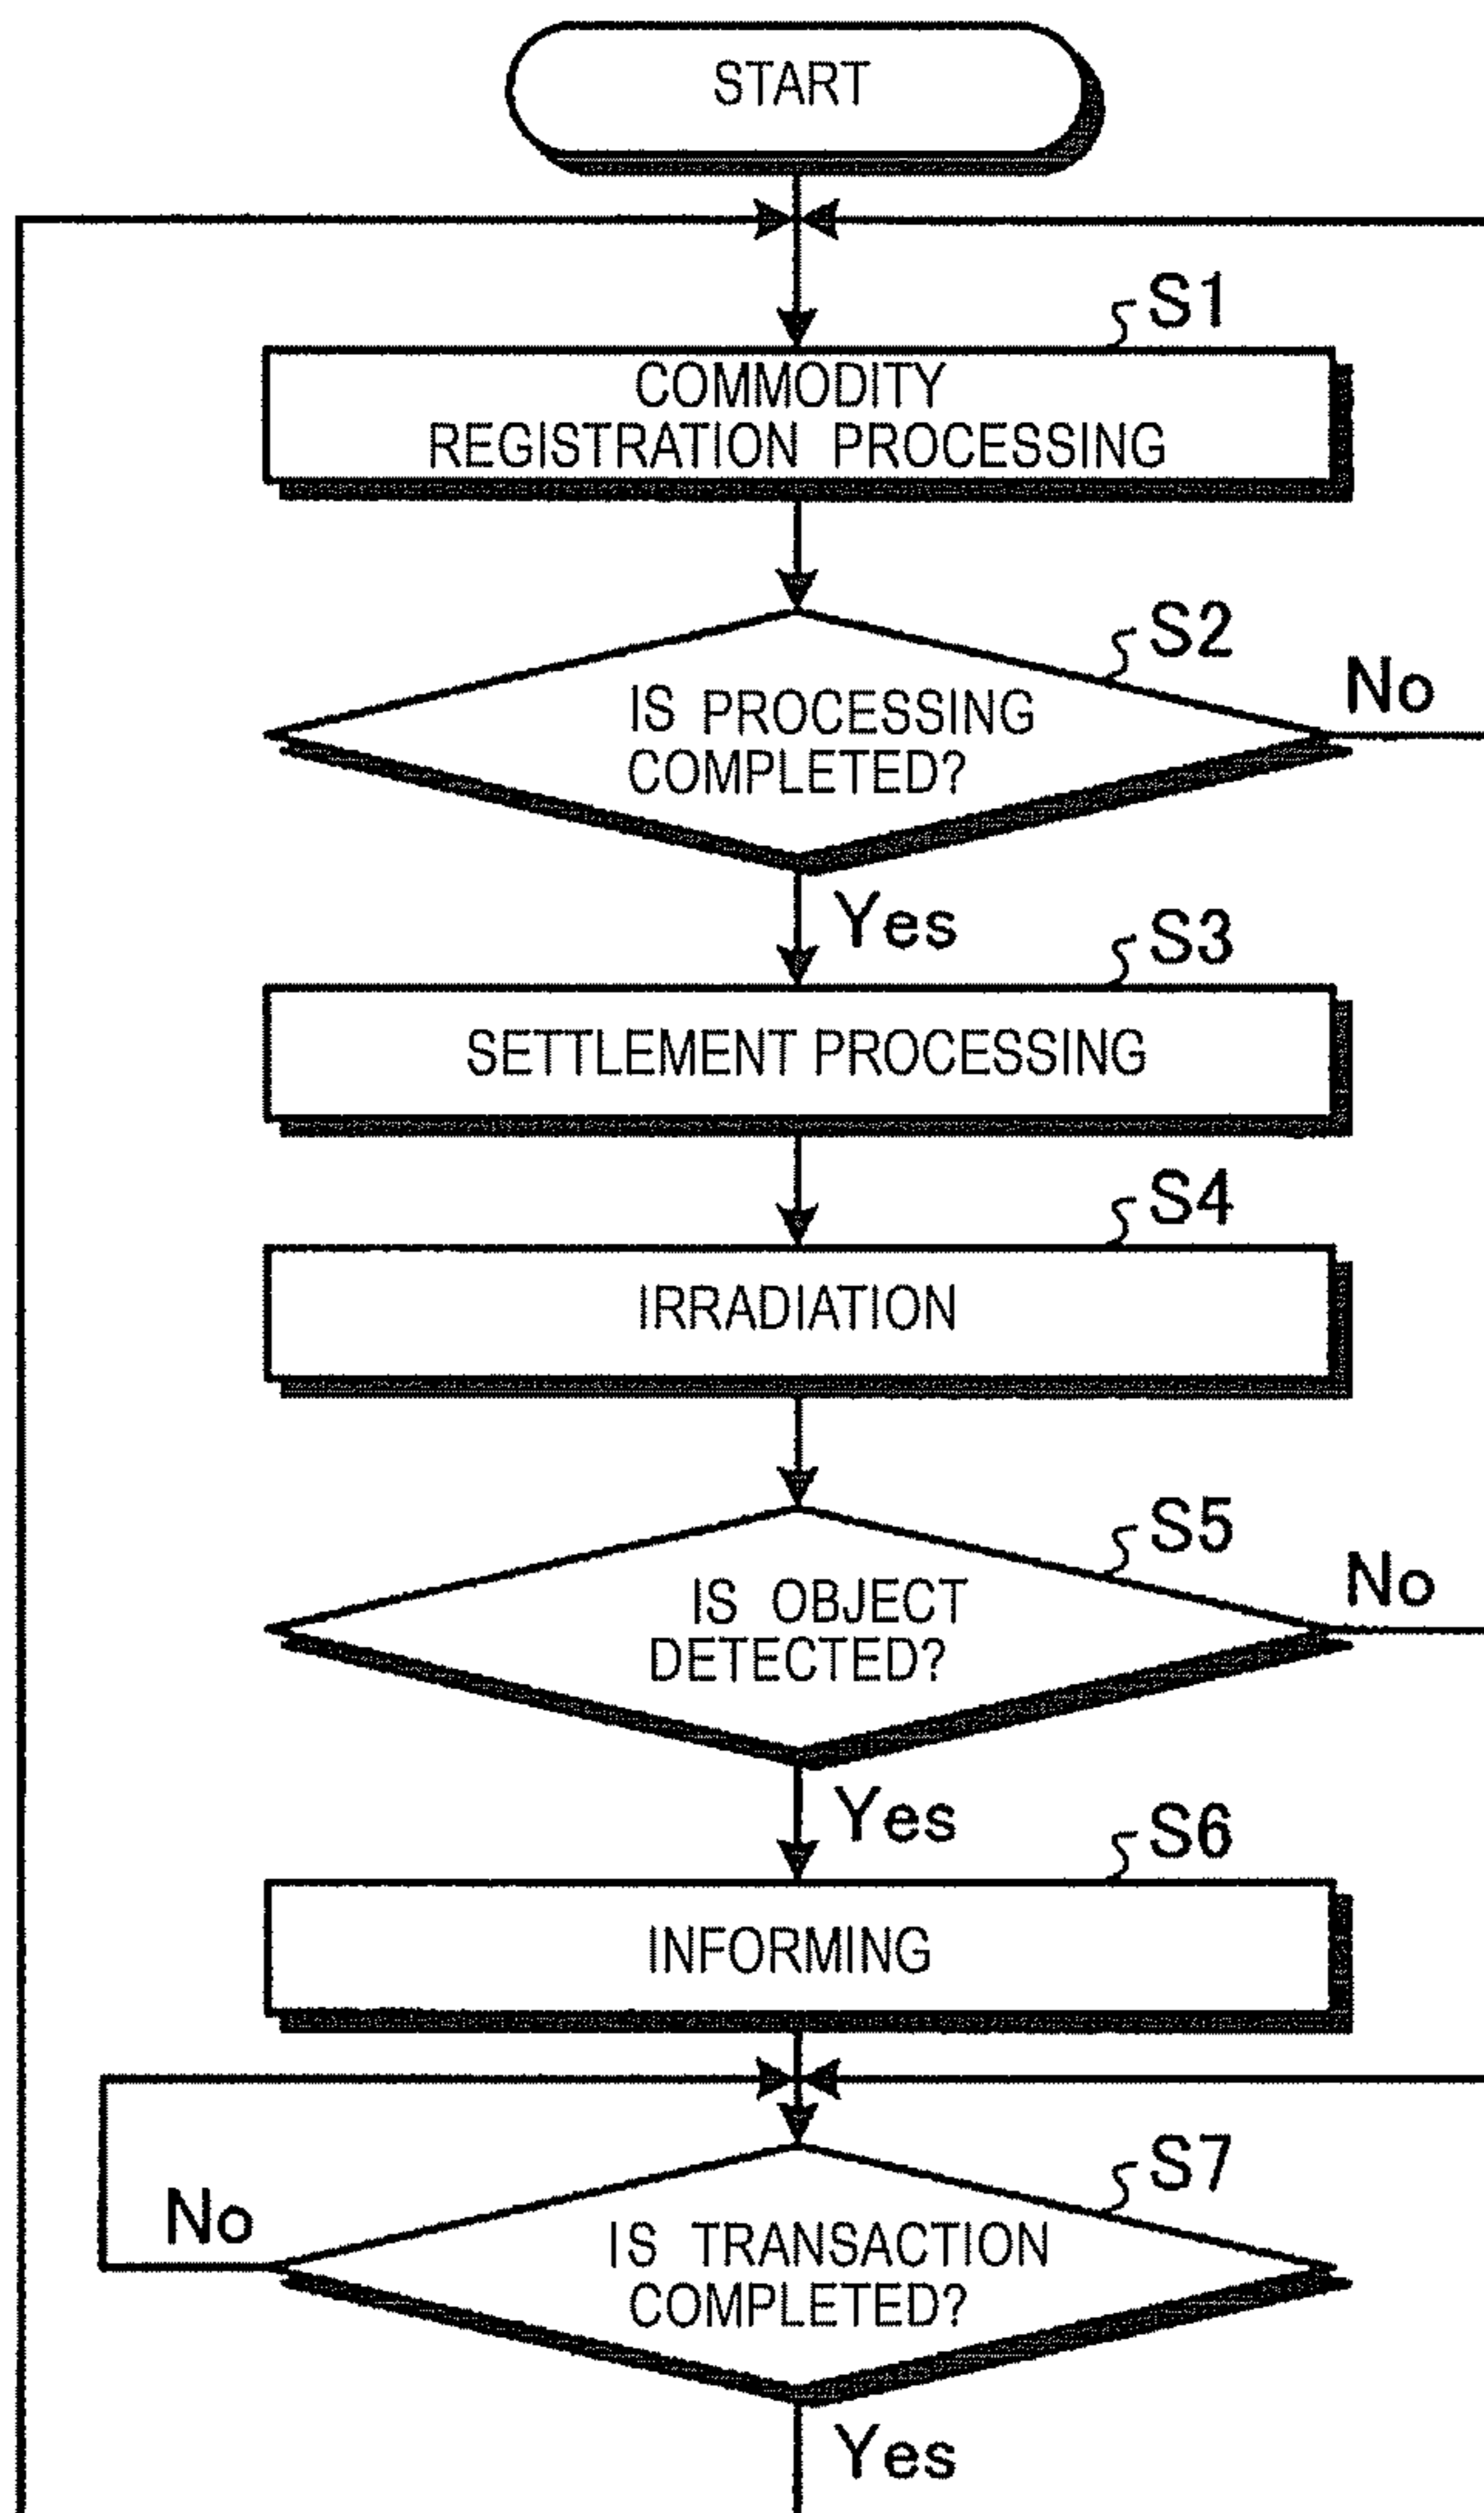 START
S1
COMMODITY
REGISTRATION PROCESSING
S2
No
IS PROCESSING
COMPLETED?
Yes
S3
SETTLEMENT PROCESSING
S4
IRRADIATION
S5
No
IS OBJECT
DETECTED?
Yes
S6
INFORMING
S7
No
IS TRANSACTION
COMPLETED?
Yes